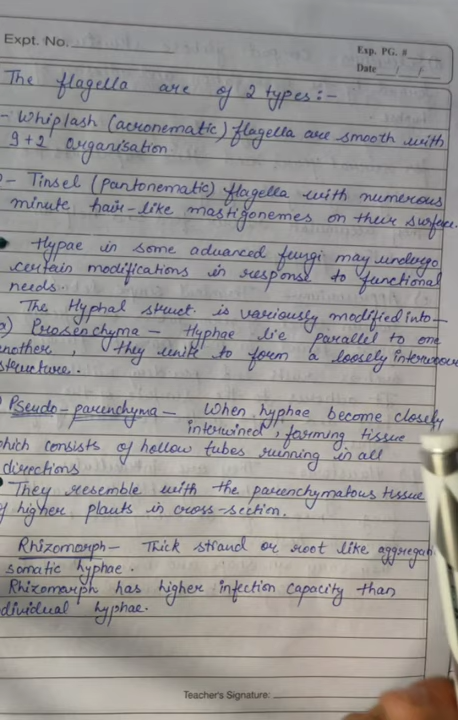 Expt. No.
Exp. PG. #
Date / /
The flagella are of 2 types:-
- Whiplash (acronematic) flagella are smooth with
9+2 organisation
- Tinsel (pantonematic) flagella with numerous
minute hair-like mastigonemes on their surface.
Hypae in some advanced fungi may undergo
certain modifications in response to functional
needs.
The Hyphal struct. is variously modified into-
a) Prosenchyma - Hyphae lie parallel to one
nother, they unite to form a loosely interwoven
structure.
) Pseudo-parenchyma - When hyphae become closely
interwined, forming tissue
which consists of hollow tubes running in all
directions
They resemble with the parenchymatous tissue
of higher plants in cross-section.
Rhizomorph - Thick strand or root like aggregat
somatic hyphae.
Rhizomorph has higher infection capacity than
dividual hyphae.
Teacher's Signature: